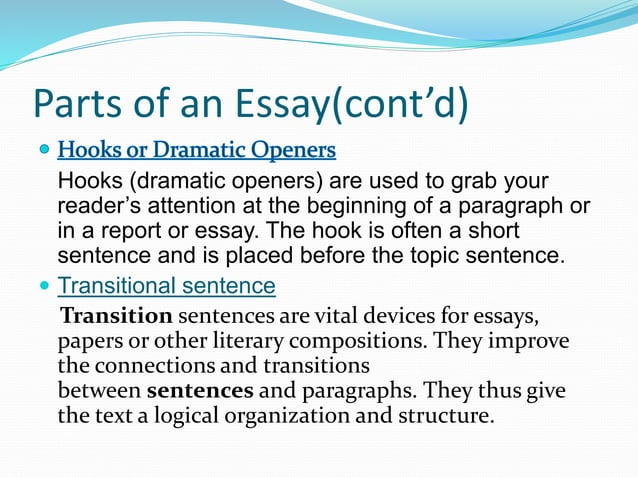 Parts of an Essay(cont’d)
Hooks or Dramatic Openers
Hooks (dramatic openers) are used to grab your
reader’s attention at the beginning of a paragraph or
in a report or essay. The hook is often a short
sentence and is placed before the topic sentence.
Transitional sentence
Transition sentences are vital devices for essays,
papers or other literary compositions. They improve
the connections and transitions
between sentences and paragraphs. They thus give
the text a logical organization and structure.